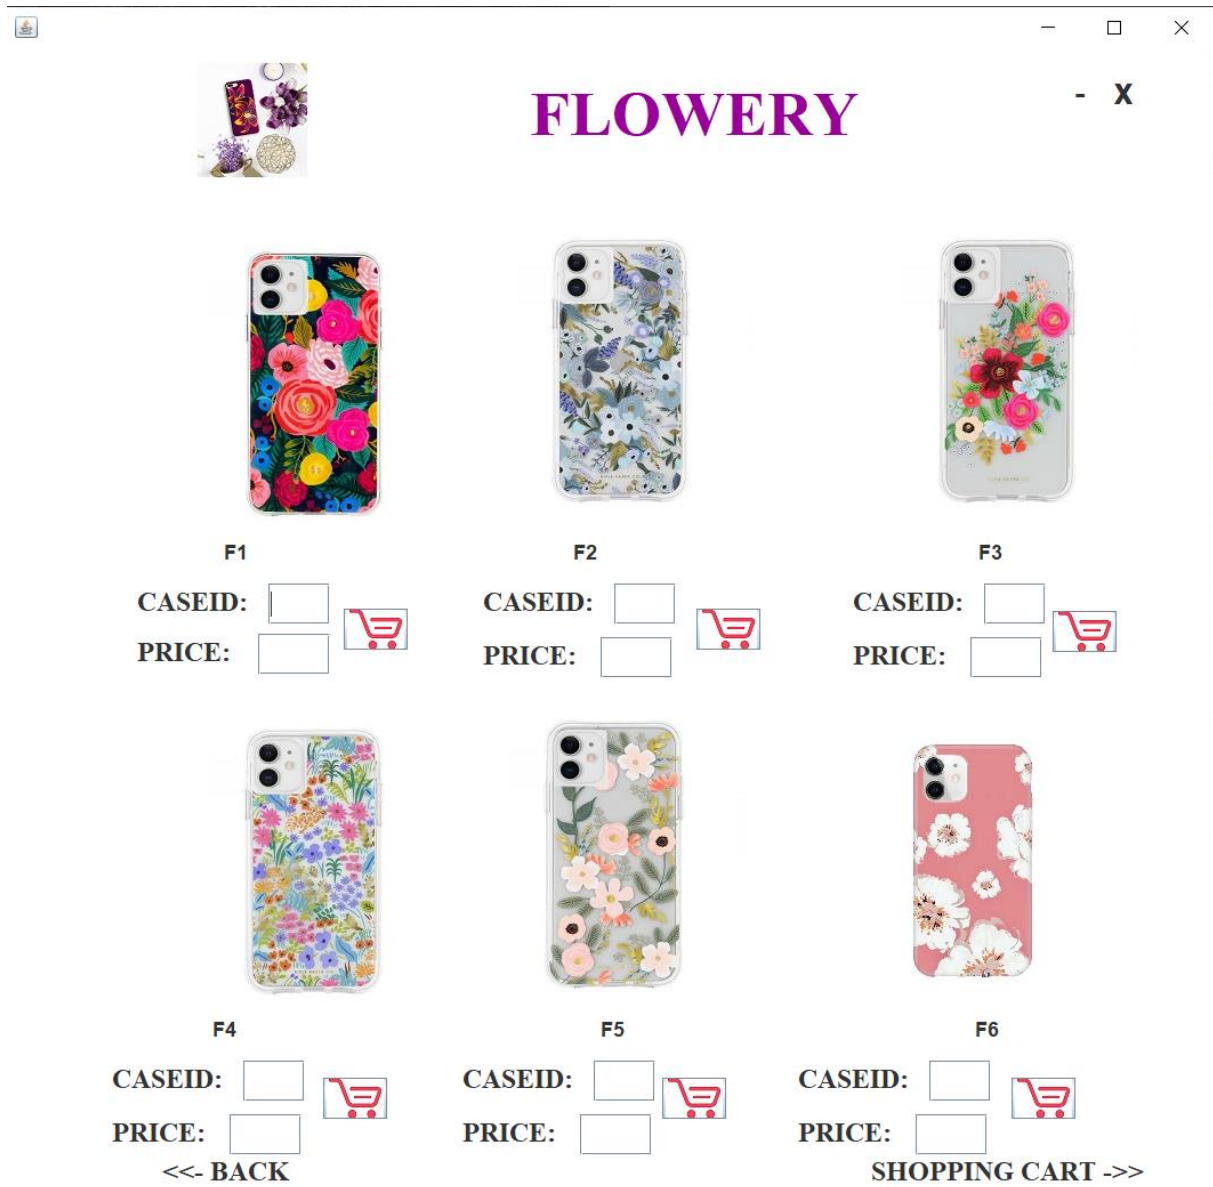 FLOWERY
- X
F1 F2 F3
CASEID: CASEID: CASEID:
PRICE: PRICE: PRICE:
F4 F5 F6
CASEID: CASEID: CASEID:
PRICE: PRICE: PRICE:
<<- BACK SHOPPING CART ->>